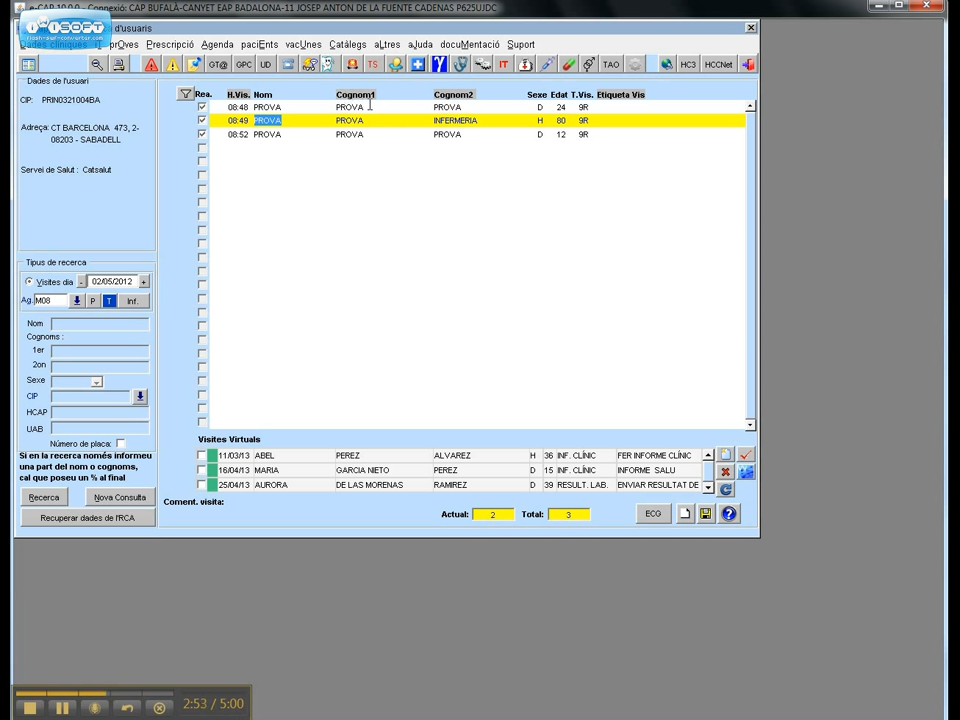 e-CAP 10.0.0 - Connexió: CAP BUFALÀ-CANYET EAP BADALONA-11 JOSEP ANTON DE LA FUENTE CADENAS P625UJDC
iWiSOFT
flash-swf-converter.com
d'usuaris
Dades clíniques prOves Prescripció Agenda paciEnts vacUnes Catàlegs aLtres aJuda docuMentació Suport
GT@ GPC UD TS IT TAO HC3 HCCNet
Dades de l'usuari
CIP: PRIN0321004BA
Adreça: CT BARCELONA 473, 2-
08203 - SABADELL
Servei de Salut : Catsalut
Rea. H.Vis. Nom Cognom1 Cognom2 Sexe Edat T.Vis. Etiqueta Vis
08:48 PROVA PROVA PROVA D 24 9R
08:49 PROVA PROVA INFERMERIA H 80 9R
08:52 PROVA PROVA PROVA D 12 9R
Tipus de recerca
Visites dia - 02/05/2012 +
Ag. M08 P T Inf.
Nom
Cognoms :
1er
2on
Sexe
CIP
HCAP
UAB
Número de placa:
Si en la recerca només informeu
una part del nom o cognoms,
cal que poseu un % al final
Recerca Nova Consulta
Recuperar dades de l'RCA
Visites Virtuals
11/03/13 ABEL PEREZ ALVAREZ H 36 INF. CLÍNIC FER INFORME CLÍNIC
16/04/13 MARIA GARCIA NIETO PEREZ D 15 INFORME SALU
25/04/13 AURORA DE LAS MORENAS RAMIREZ D 39 RESULT. LAB. ENVIAR RESULTAT DE
Coment. visita:
Actual: 2 Total: 3 ECG
2:53 / 5:00